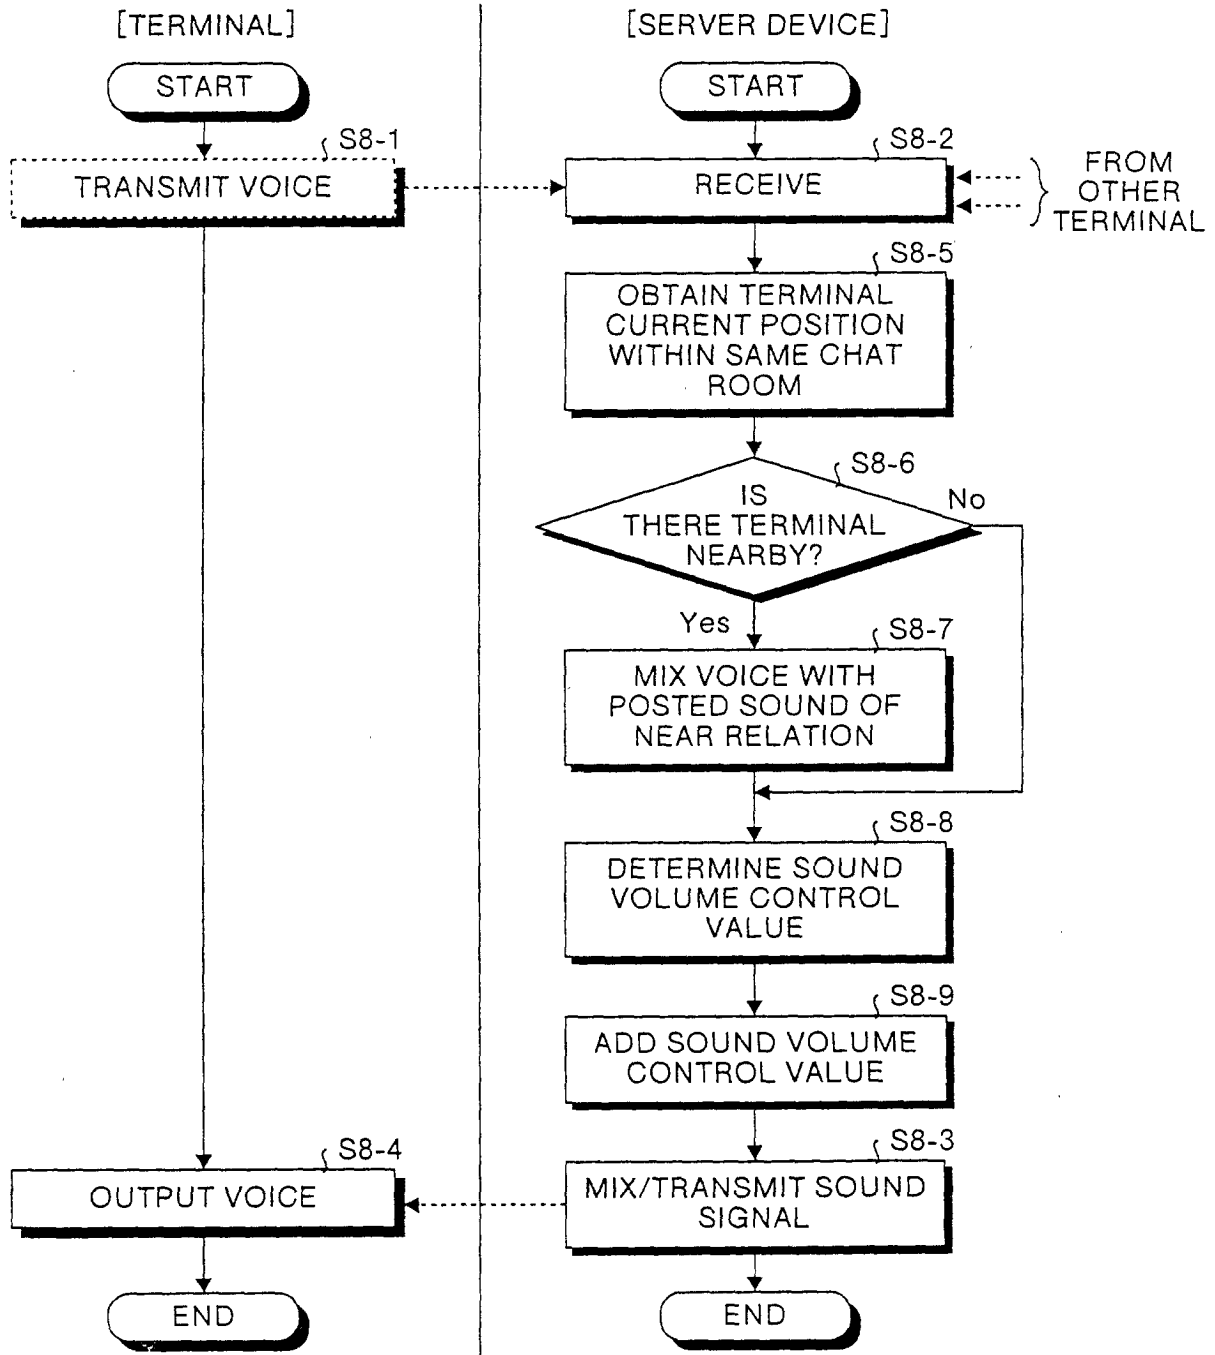 [TERMINAL]
START
S8-1
TRANSMIT VOICE
S8-4
OUTPUT VOICE
END
[SERVER DEVICE]
START
S8-2
RECEIVE
FROM
OTHER
TERMINAL
S8-5
OBTAIN TERMINAL
CURRENT POSITION
WITHIN SAME CHAT
ROOM
S8-6
IS
THERE TERMINAL
NEARBY?
No
Yes
S8-7
MIX VOICE WITH
POSTED SOUND OF
NEAR RELATION
S8-8
DETERMINE SOUND
VOLUME CONTROL
VALUE
S8-9
ADD SOUND VOLUME
CONTROL VALUE
S8-3
MIX/TRANSMIT SOUND
SIGNAL
END